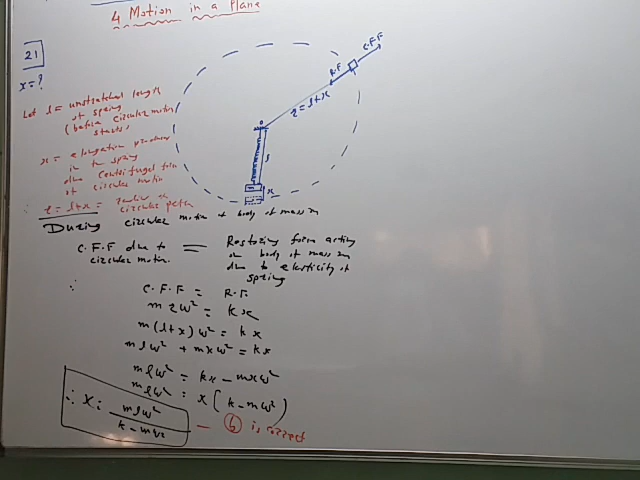 4 Motion in a Plane
21
x = ?
Let l = unstretched length
of spring
(before circular motion
starts)
x = elongation produced
in the spring
due centrifugal force
of circular motion
∴ r = l+x = radius of
circular path
C.F.F
R.F
r = l+x
o
l
x
m
During circular motion of body of mass m
C.F.F due to = Restoring force acting
circular motion. on body of mass m
due to elasticity of
spring
∴ C.F.F = R.F.
m r ω² = k x
m(l+x) ω² = k x
m l ω² + m x ω² = k x
m l ω² = k x - m x ω²
m l ω² = x [ k - m ω² ]
∴ x = m l ω² / k - m ω² — (b) is correct